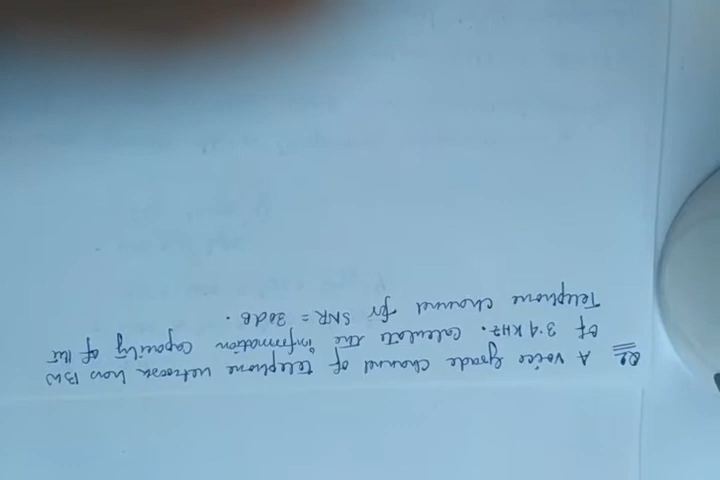 Q2 A voice grade channel of telephone network has BW
of 3.4 KHz. Calculate the information capacity of the
Telephone channel for SNR = 30dB.